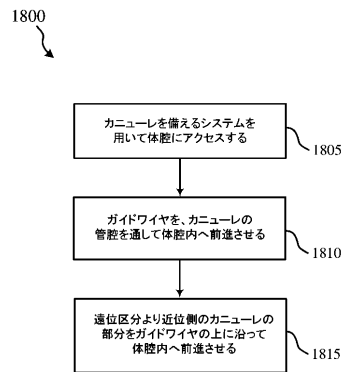 1800
カニューレを備えるシステムを
用いて体腔にアクセスする
1805
ガイドワイヤを、カニューレの
管腔を通して体腔内へ前進させる
1810
遠位区分より近位側のカニューレの
部分をガイドワイヤの上に沿って
体腔内へ前進させる
1815